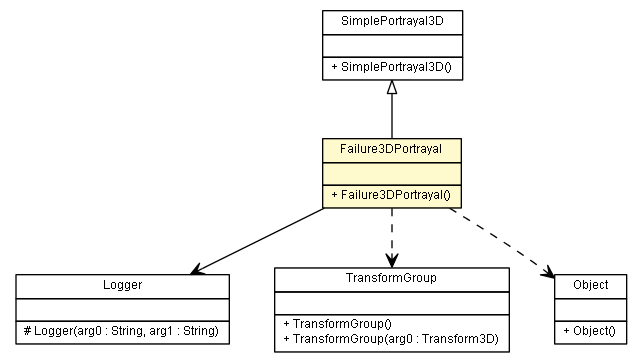 SimplePortrayal3D
+ SimplePortrayal3D()
Failure3DPortrayal
+ Failure3DPortrayal()
Logger
# Logger(arg0 : String, arg1 : String)
TransformGroup
+ TransformGroup()
+ TransformGroup(arg0 : Transform3D)
Object
+ Object()